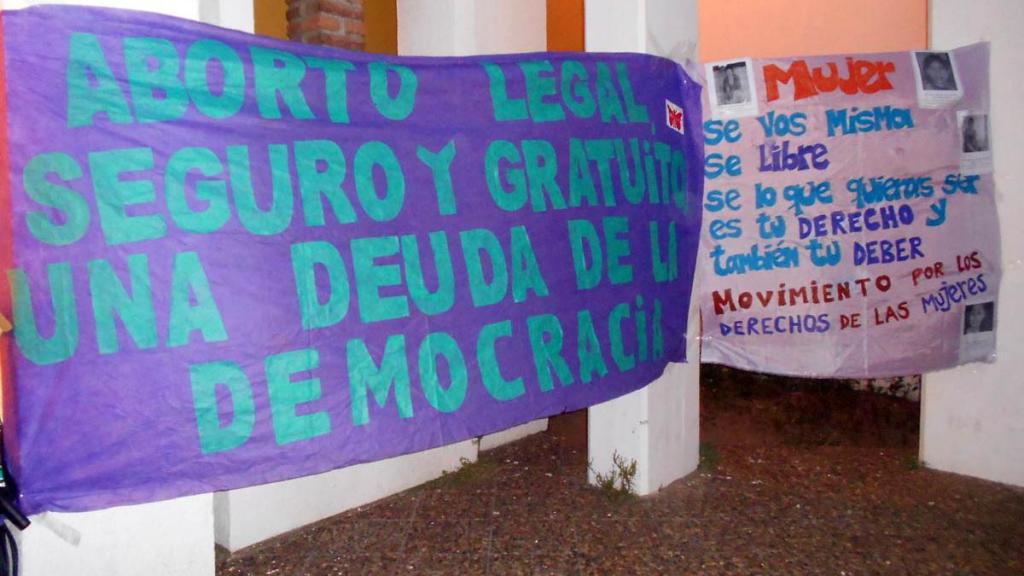 ABORTO LEGAL,
SEGURO Y GRATUiTO,
UNA DEUDA DE LA
DEMOCRACiA
Mujer
se vos misma
se Libre
se lo que quieras ser
es tu DERECHO y
también tu DEBER
MOVIMIENTO POR LOS
DERECHOS DE LAS MUjERES